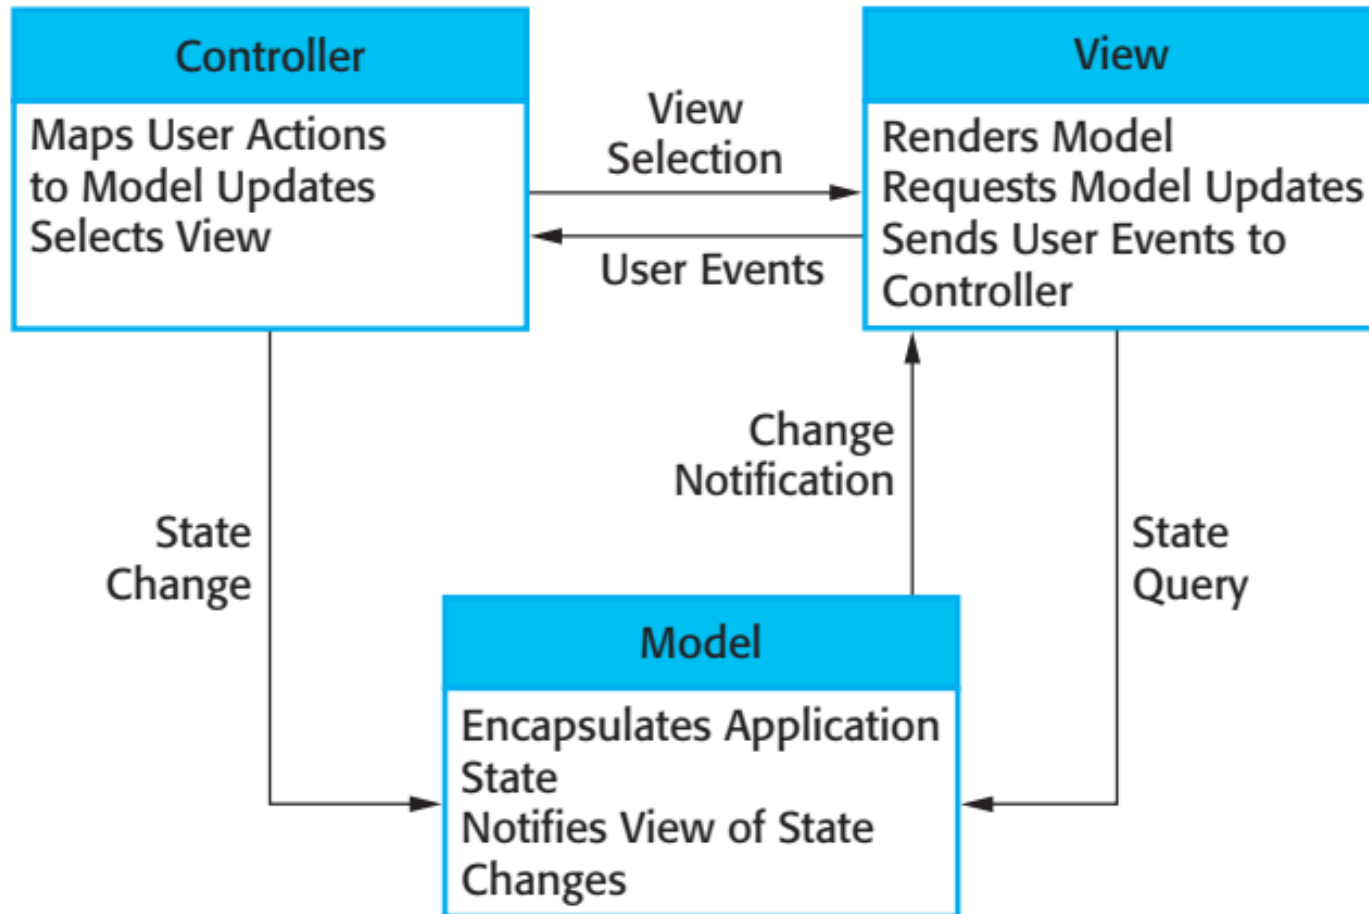 Controller
Maps User Actions
to Model Updates
Selects View
View
Selection
User Events
View
Renders Model
Requests Model Updates
Sends User Events to
Controller
State
Change
Change
Notification
State
Query
Model
Encapsulates Application
State
Notifies View of State
Changes